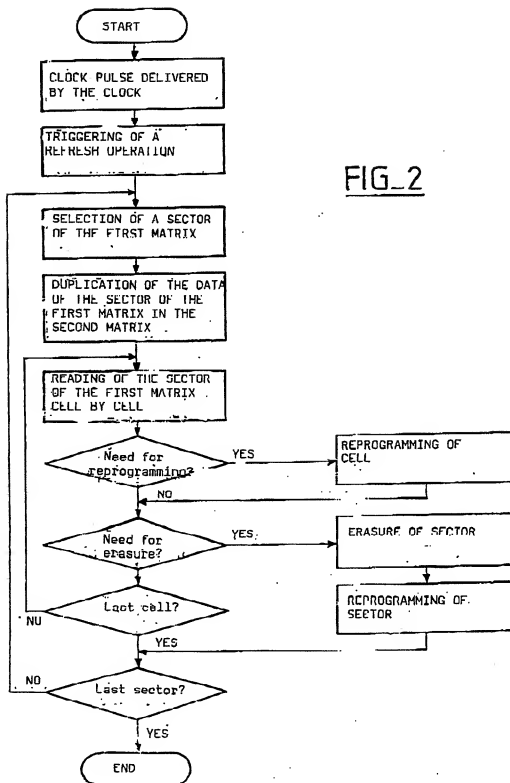 START
CLOCK PULSE DELIVERED
BY THE CLOCK
TRIGGERING OF A
REFRESH OPERATION
FIG_2
SELECTION OF A SECTOR
OF THE FIRST MATRIX
DUPLICATION OF THE DATA
OF THE SECTOR OF THE
FIRST MATRIX IN THE
SECOND MATRIX
READING OF THE SECTOR
OF THE FIRST MATRIX
CELL BY CELL
Need for
reprogramming?
YES
REPROGRAMMING OF
CELL
NO
Need for
erasure?
YES
ERASURE OF SECTOR
REPROGRAMMING OF
SECTOR
Last cell?
NO
YES
Last sector?
NO
YES
END